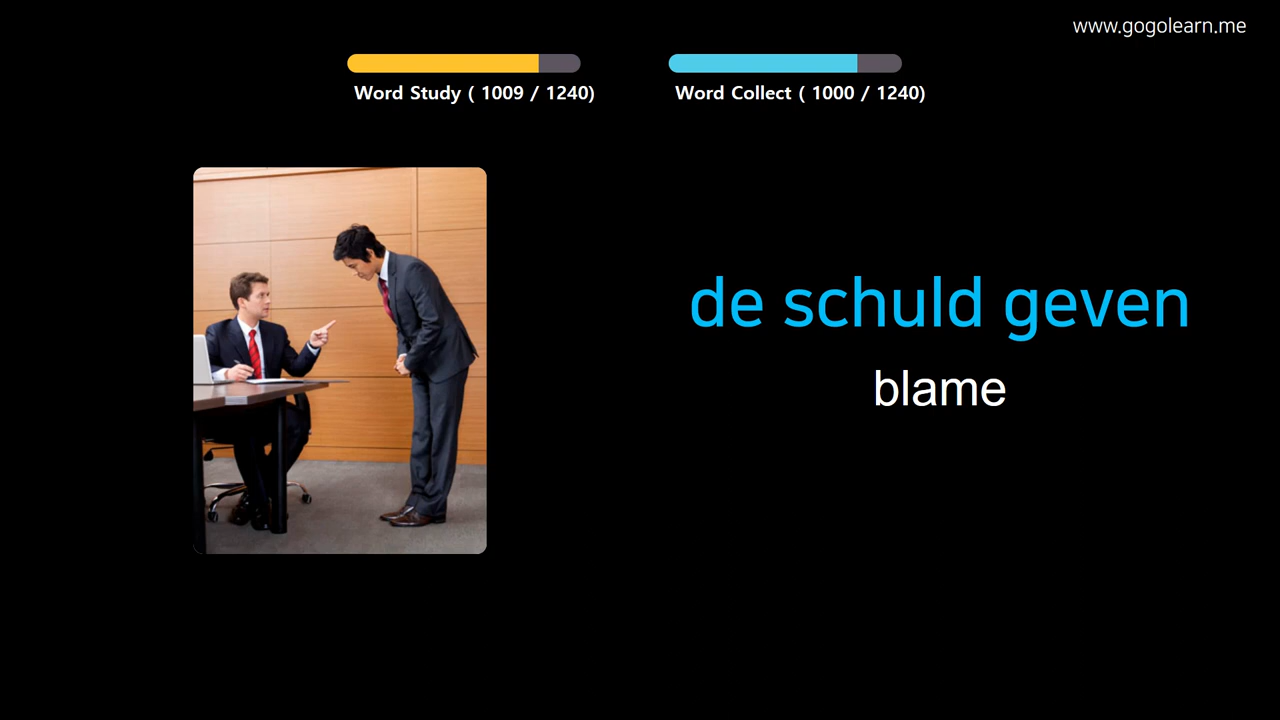 www.gogolearn.me
Word Study ( 1009 / 1240)
Word Collect ( 1000 / 1240)
de schuld geven
blame